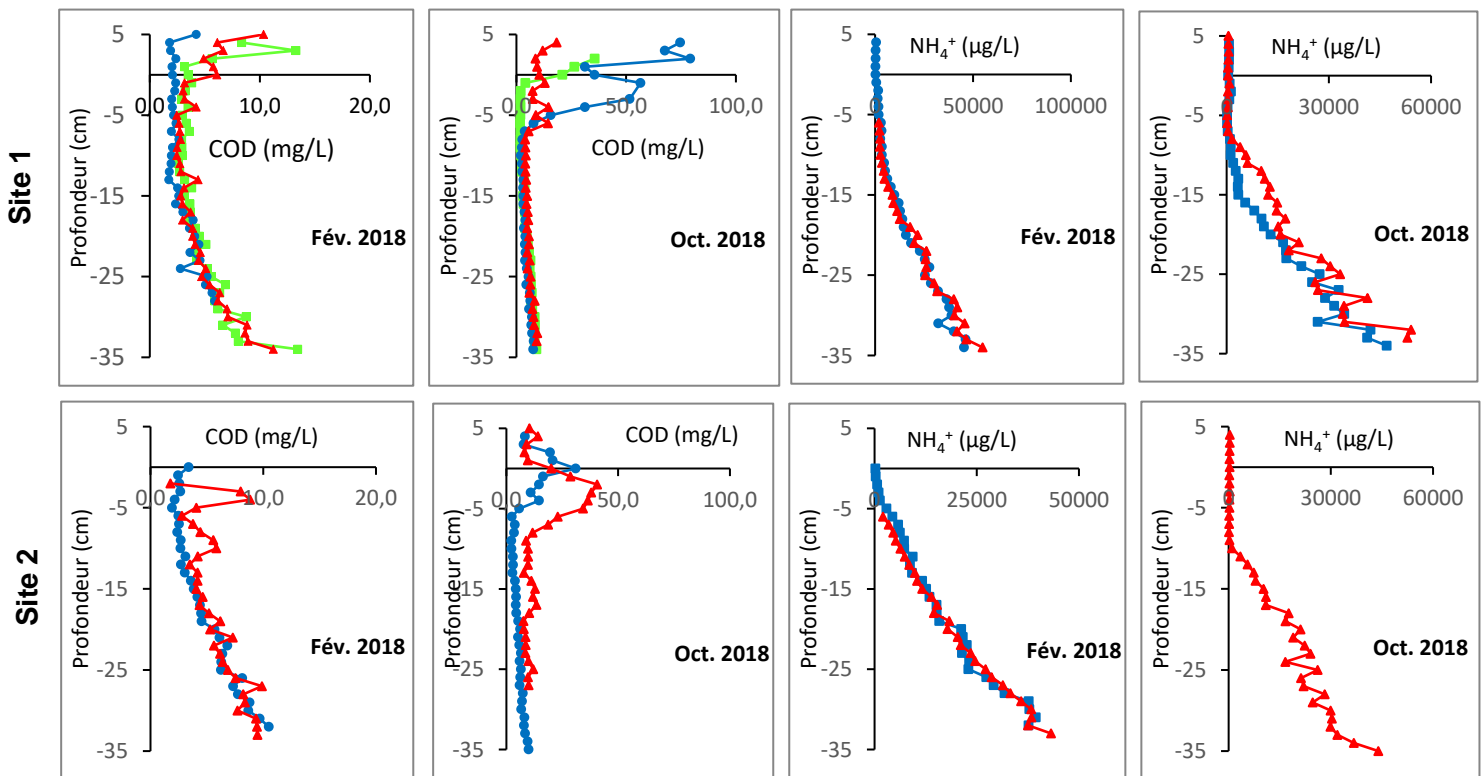 Site 1
5
-5
-15
-25
-35
0,0
10,0
20,0
Profondeur (cm)
COD (mg/L)
Fév. 2018
5
-5
-15
-25
-35
0,0
50,0
100,0
Profondeur (cm)
COD (mg/L)
Oct. 2018
NH₄⁺ (µg/L)
5
-5
-15
-25
-35
0
50000
100000
Profondeur (cm)
Fév. 2018
NH₄⁺ (µg/L)
5
-5
-15
-25
-35
0
30000
60000
Profondeur (cm)
Oct. 2018
Site 2
COD (mg/L)
5
-5
-15
-25
-35
0,0
10,0
20,0
Profondeur (cm)
Fév. 2018
COD (mg/L)
5
-5
-15
-25
-35
0,0
50,0
100,0
Profondeur (cm)
Oct. 2018
NH₄⁺ (µg/L)
5
-5
-15
-25
-35
0
25000
50000
Profondeur (cm)
Fév. 2018
NH₄⁺ (µg/L)
5
-5
-15
-25
-35
0
30000
60000
Profondeur (cm)
Oct. 2018